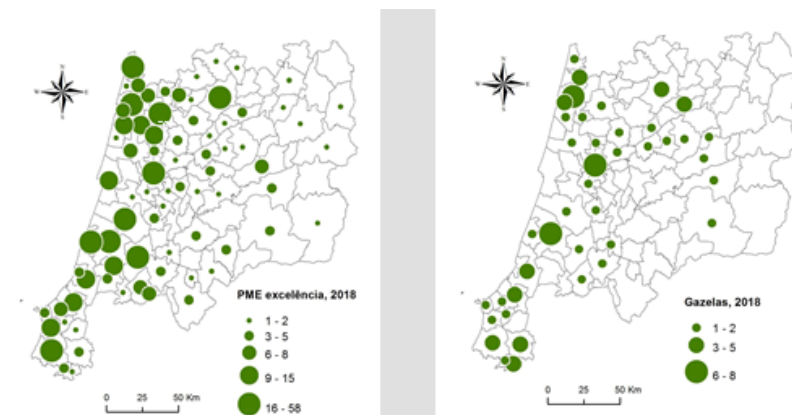 N
W E
S
PME excelência, 2018
1 - 2
3 - 5
6 - 8
9 - 15
16 - 58
0 25 50 Km
N
W E
S
Gazelas, 2018
1 - 2
3 - 5
6 - 8
0 25 50 Km